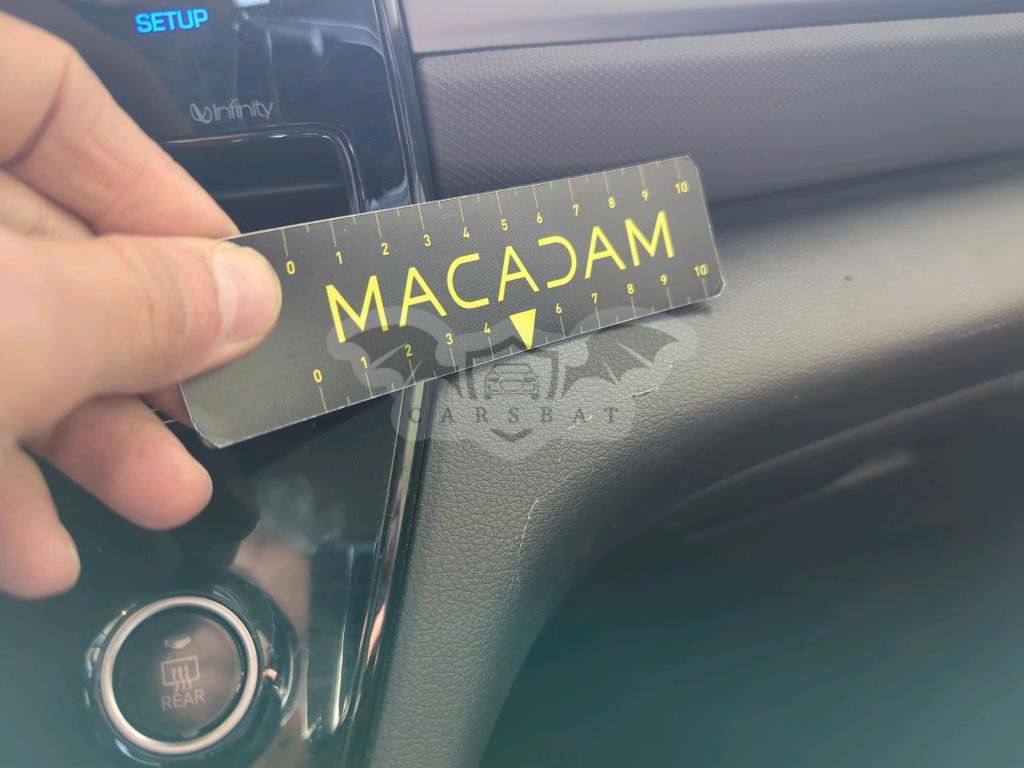 SETUP
infinity
0 1 2 3 4 5 6 7 8 9 10
MACADAM
0 1 2 3 4 6 7 8 9 10
CARSBAT
REAR